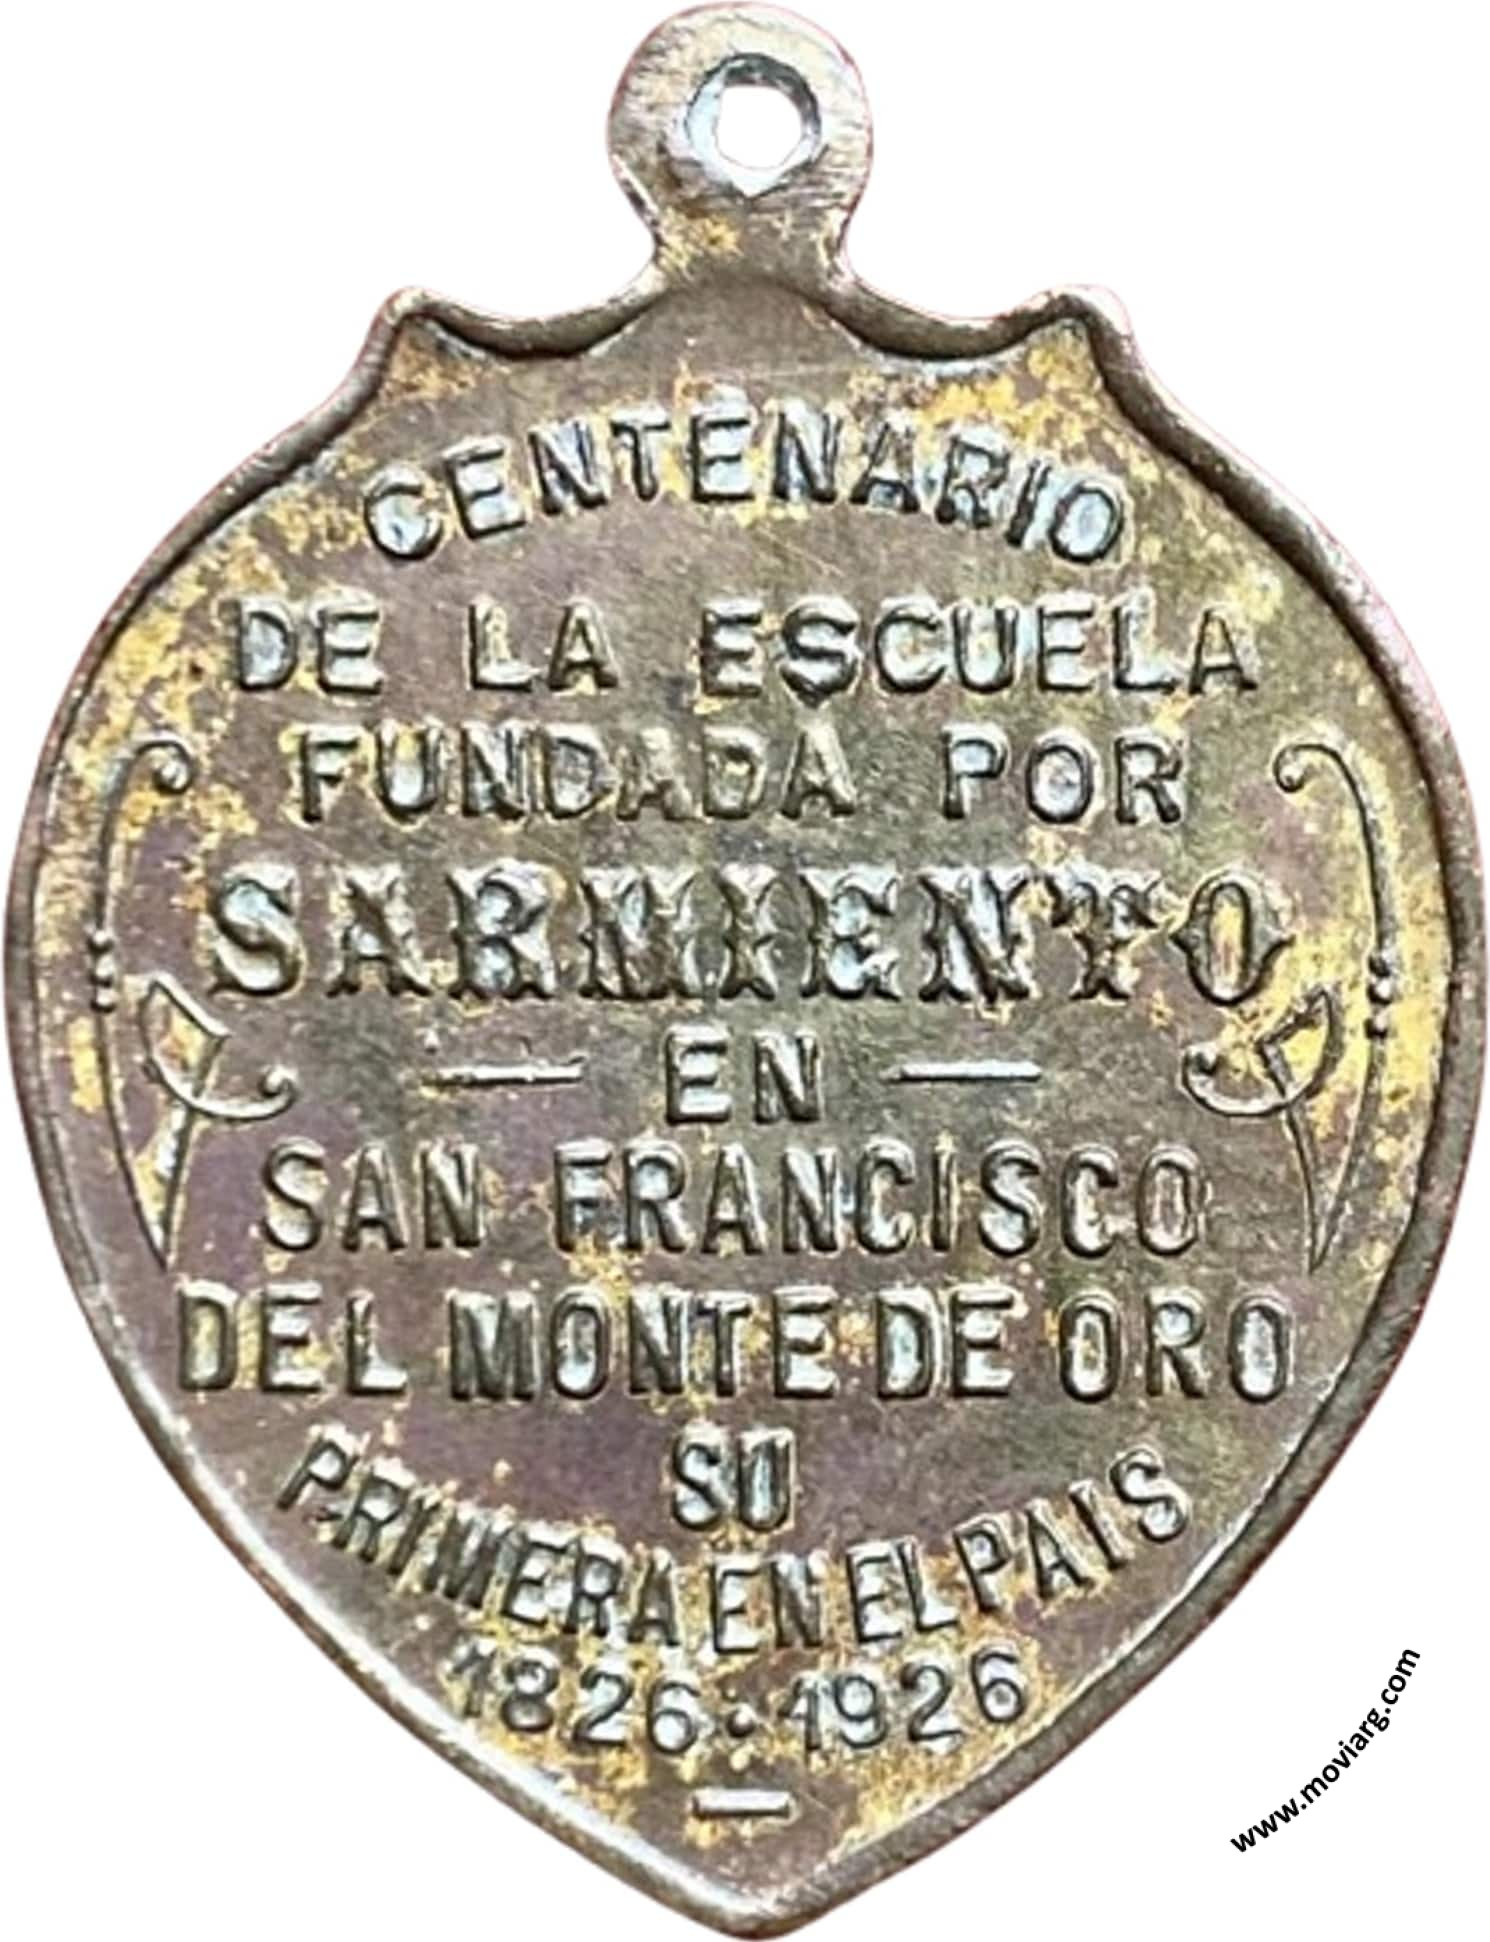 CENTENARIO
DE LA ESCUELA
FUNDADA POR
SARMIENTO
— EN —
SAN FRANCISCO
DEL MONTE DE ORO
SU
PRIMERA EN EL PAIS
1826 : 1926
www.moviarg.com